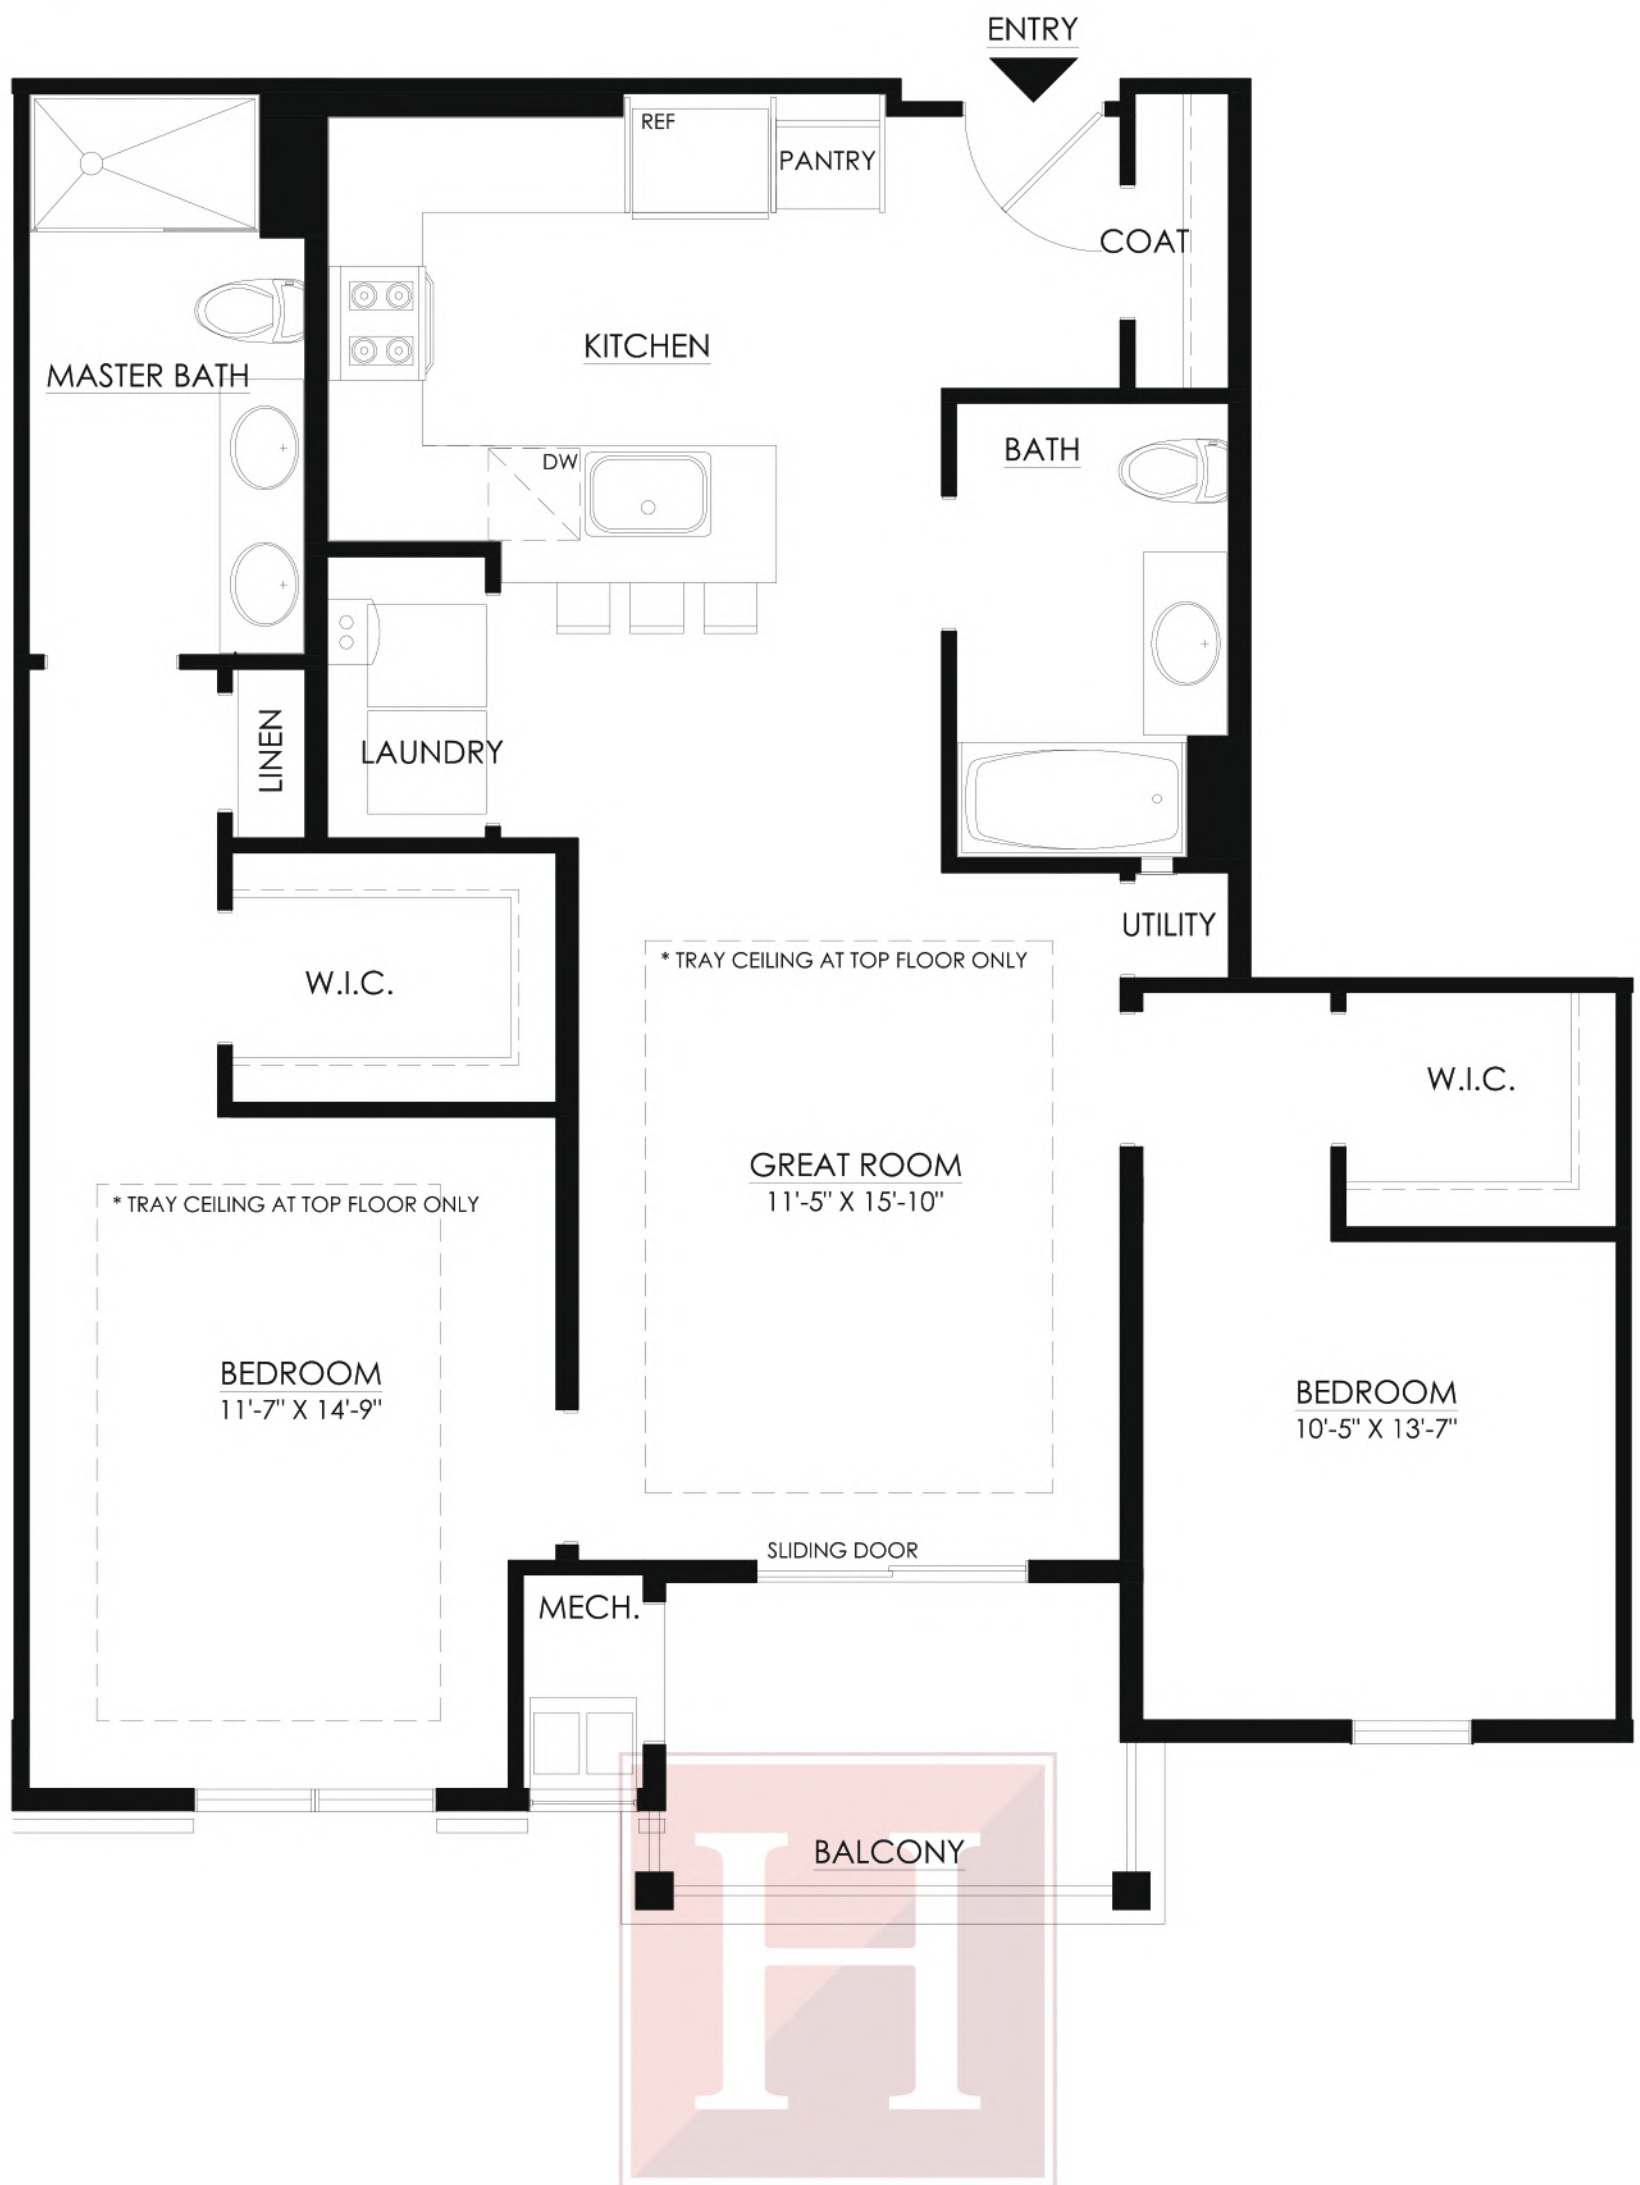 ENTRY
REF
PANTRY
COAT
KITCHEN
MASTER BATH
BATH
DW
LINEN
LAUNDRY
UTILITY
* TRAY CEILING AT TOP FLOOR ONLY
W.I.C.
W.I.C.
GREAT ROOM
11'-5" X 15'-10"
* TRAY CEILING AT TOP FLOOR ONLY
BEDROOM
11'-7" X 14'-9"
BEDROOM
10'-5" X 13'-7"
SLIDING DOOR
MECH.
BALCONY
H